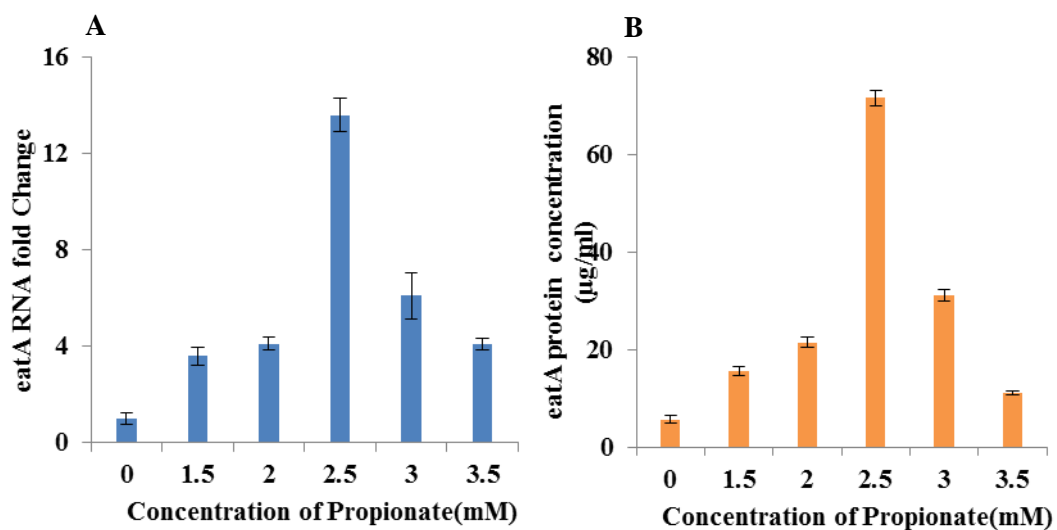 A
eatA RNA fold Change
16
12
8
4
0
0 1.5 2 2.5 3 3.5
Concentration of Propionate(mM)
B
eatA protein concentration
(µg/ml)
80
60
40
20
0
0 1.5 2 2.5 3 3.5
Concentration of Propionate(mM)